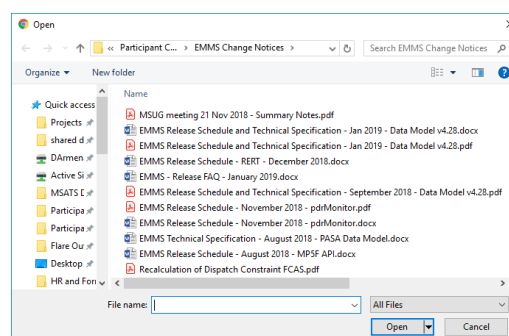 Open
« Participant C... › EMMS Change Notices ›
Search EMMS Change Notices
Organize
New folder
Name
Quick access
Projects
shared d
DArmen
Active Si
MSATS D
Participa
Participa
Flare Our
Desktop
HR and Forr
MSUG meeting 21 Nov 2018 - Summary Notes.pdf
EMMS Release Schedule and Technical Specification - Jan 2019 - Data Model v4.28.docx
EMMS Release Schedule and Technical Specification - Jan 2019 - Data Model v4.28.pdf
EMMS Release Schedule - RERT - December 2018.docx
EMMS - Release FAQ - January 2019.docx
EMMS Release Schedule and Technical Specification - September 2018 - Data Model v4.28.pdf
EMMS Release Schedule - November 2018 - pdrMonitor.pdf
EMMS Release Schedule - November 2018 - pdrMonitor.docx
EMMS Technical Specification - August 2018 - PASA Data Model.docx
EMMS Release Schedule - August 2018 - MP5F API.docx
Recalculation of Dispatch Constraint FCAS.pdf
File name:
All Files
Open
Cancel